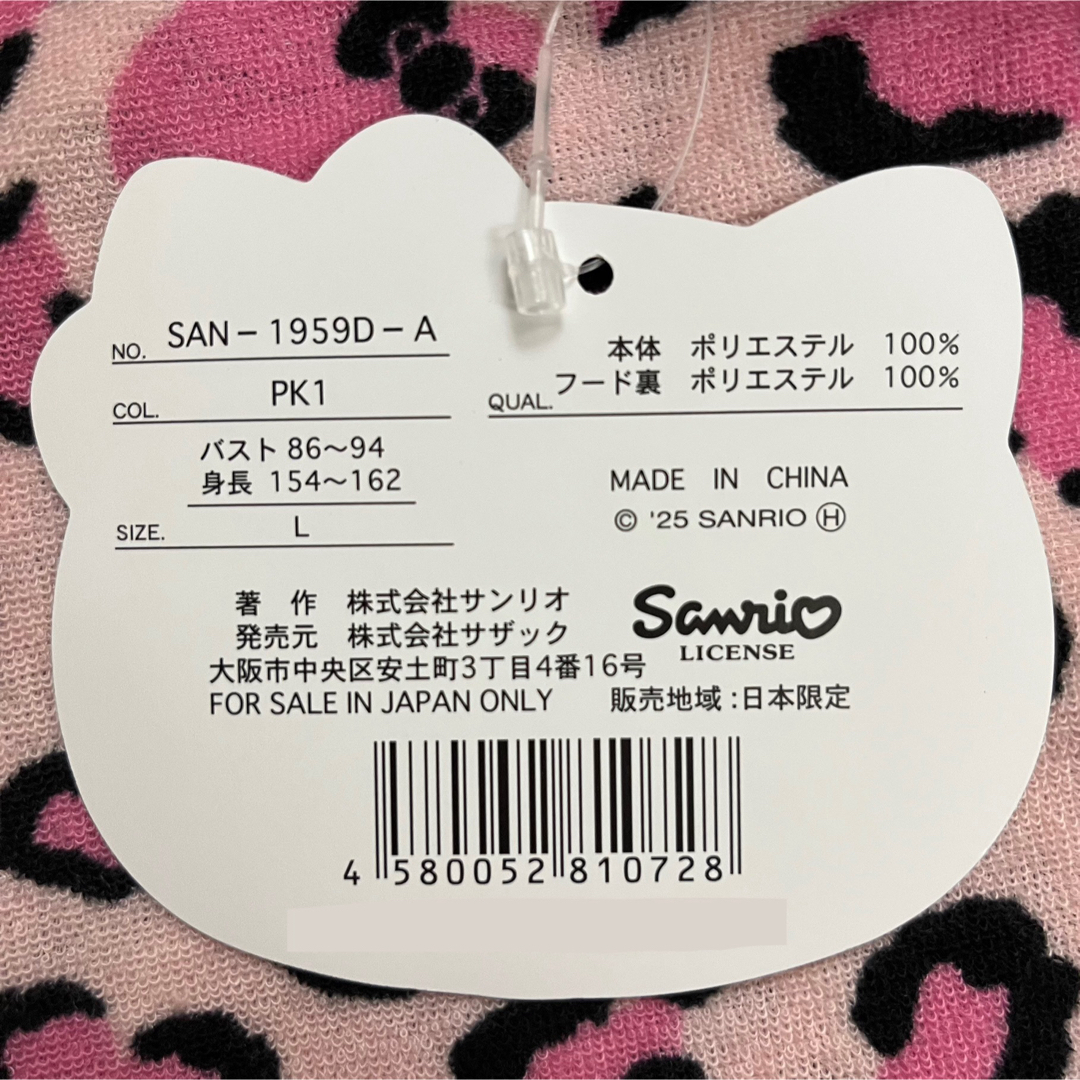 NO. SAN-1959D-A
COL. PK1
バスト 86～94
身長 154～162
SIZE. L
本体 ポリエステル 100%
QUAL. フード裏 ポリエステル 100%
MADE IN CHINA
© '25 SANRIO Ⓗ
著 作 株式会社サンリオ
発売元 株式会社サザック
大阪市中央区安土町3丁目4番16号
FOR SALE IN JAPAN ONLY
Sanrio
LICENSE
販売地域:日本限定
4 580052 810728